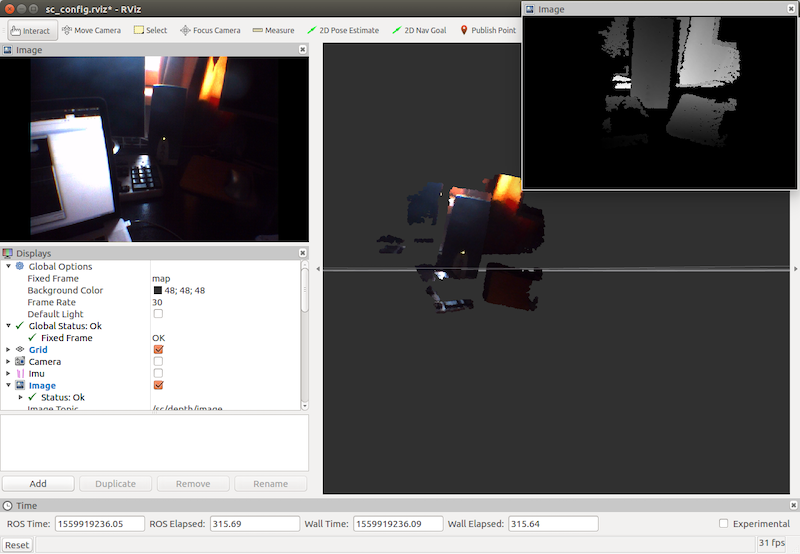 sc_config.rviz* - RViz
Interact Move Camera Select Focus Camera Measure 2D Pose Estimate 2D Nav Goal Publish Point
Image
Image
Displays
Global Options
Fixed Frame map
Background Color 48; 48; 48
Frame Rate 30
Default Light
Global Status: Ok
Fixed Frame OK
Grid
Camera
Imu
Image
Status: Ok
Image Topic /sc/depth/image
Add Duplicate Remove Rename
Time
ROS Time: 1559919236.05 ROS Elapsed: 315.69 Wall Time: 1559919236.09 Wall Elapsed: 315.64 Experimental
Reset 31 fps